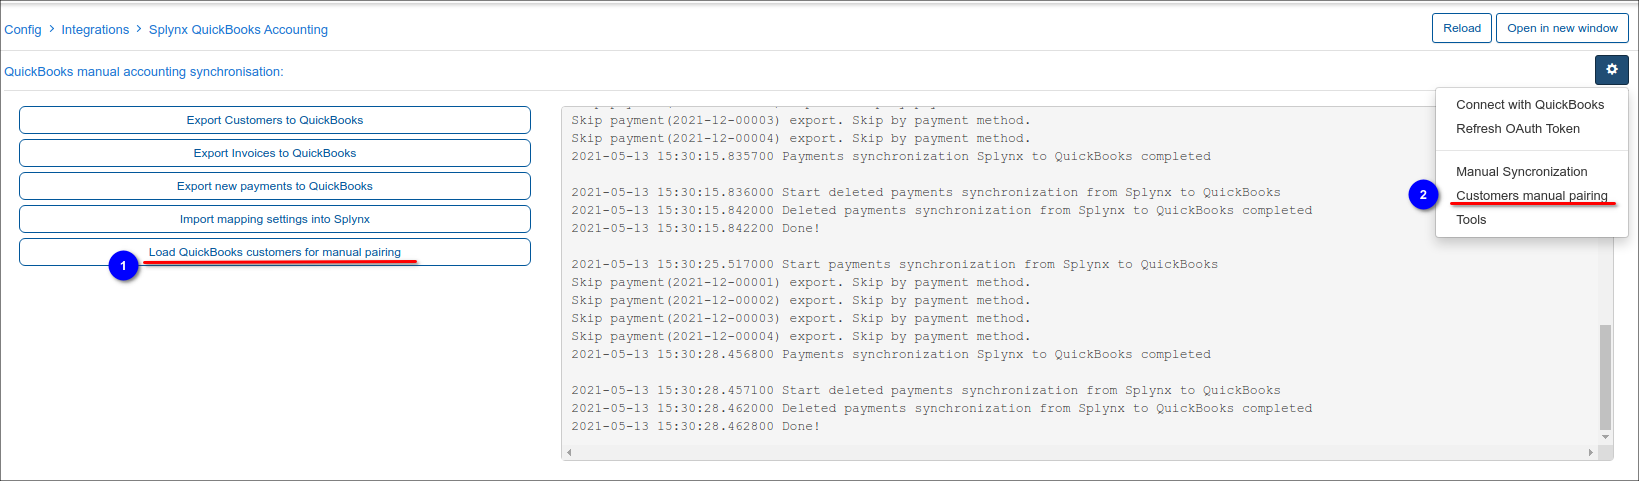 Config > Integrations > Splynx QuickBooks Accounting
Reload
Open in new window
QuickBooks manual accounting synchronisation:
Export Customers to QuickBooks
Export Invoices to QuickBooks
Export new payments to QuickBooks
Import mapping settings into Splynx
Load QuickBooks customers for manual pairing
1
Skip payment(2021-12-00003) export. Skip by payment method.
Skip payment(2021-12-00004) export. Skip by payment method.
2021-05-13 15:30:15.835700 Payments synchronization Splynx to QuickBooks completed
2021-05-13 15:30:15.836000 Start deleted payments synchronization from Splynx to QuickBooks
2021-05-13 15:30:15.842000 Deleted payments synchronization from Splynx to QuickBooks completed
2021-05-13 15:30:15.842200 Done!
2021-05-13 15:30:25.517000 Start payments synchronization from Splynx to QuickBooks
Skip payment(2021-12-00001) export. Skip by payment method.
Skip payment(2021-12-00002) export. Skip by payment method.
Skip payment(2021-12-00003) export. Skip by payment method.
Skip payment(2021-12-00004) export. Skip by payment method.
2021-05-13 15:30:28.456800 Payments synchronization Splynx to QuickBooks completed
2021-05-13 15:30:28.457100 Start deleted payments synchronization from Splynx to QuickBooks
2021-05-13 15:30:28.462000 Deleted payments synchronization from Splynx to QuickBooks completed
2021-05-13 15:30:28.462800 Done!
Connect with QuickBooks
Refresh OAuth Token
Manual Syncronization
2
Customers manual pairing
Tools